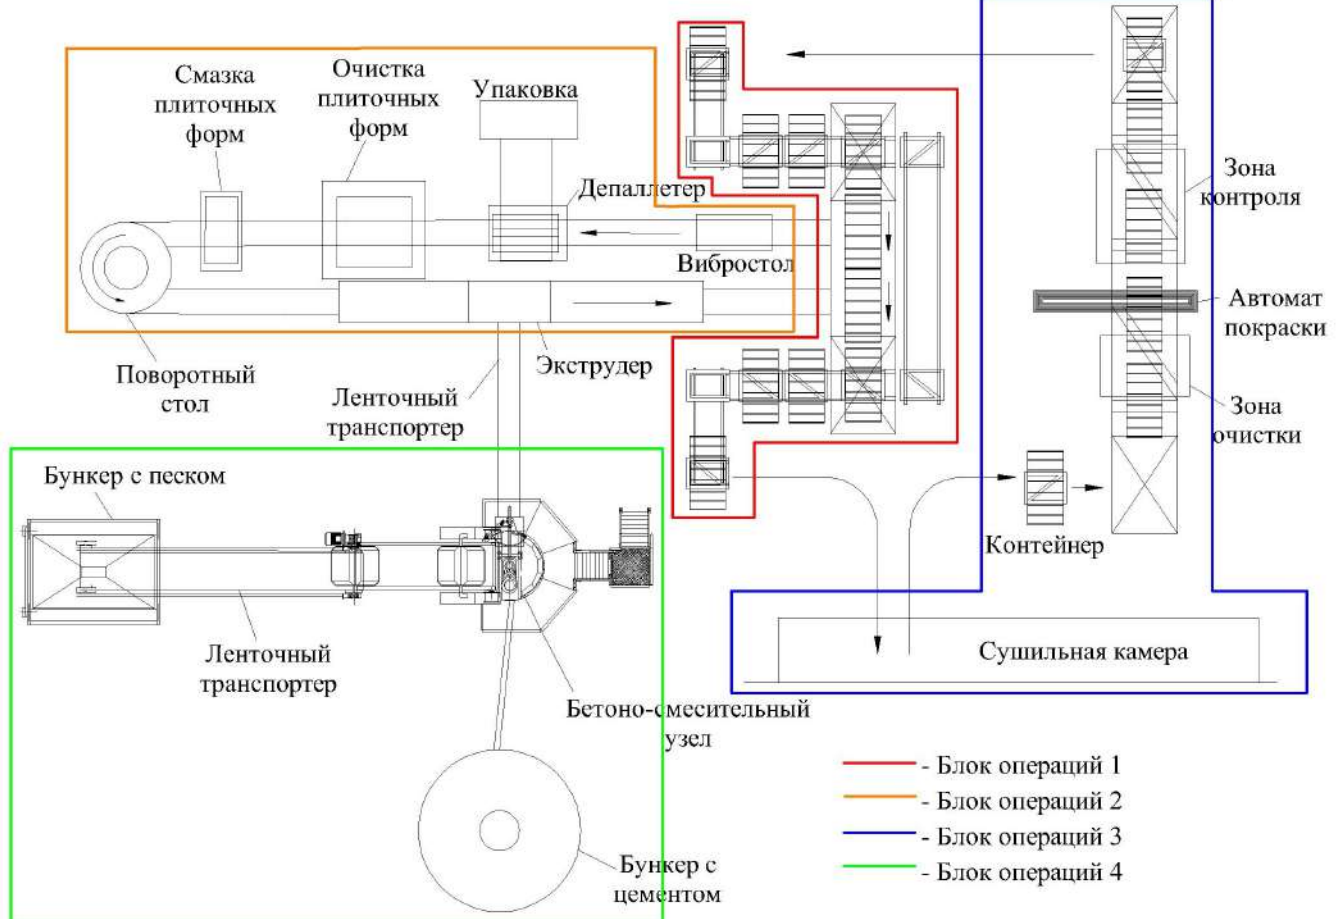 Смазка
плиточных
форм
Очистка
плиточных
форм
Упаковка
Депаллетер
Вибростол
Поворотный
стол
Ленточный
транспортер
Экструдер
Зона
контроля
Автомат
покраски
Зона
очистки
Контейнер
Сушильная камера
Бункер с песком
Ленточный
транспортер
Бетоно-смесительный
узел
Бункер с
цементом
- Блок операций 1
- Блок операций 2
- Блок операций 3
- Блок операций 4